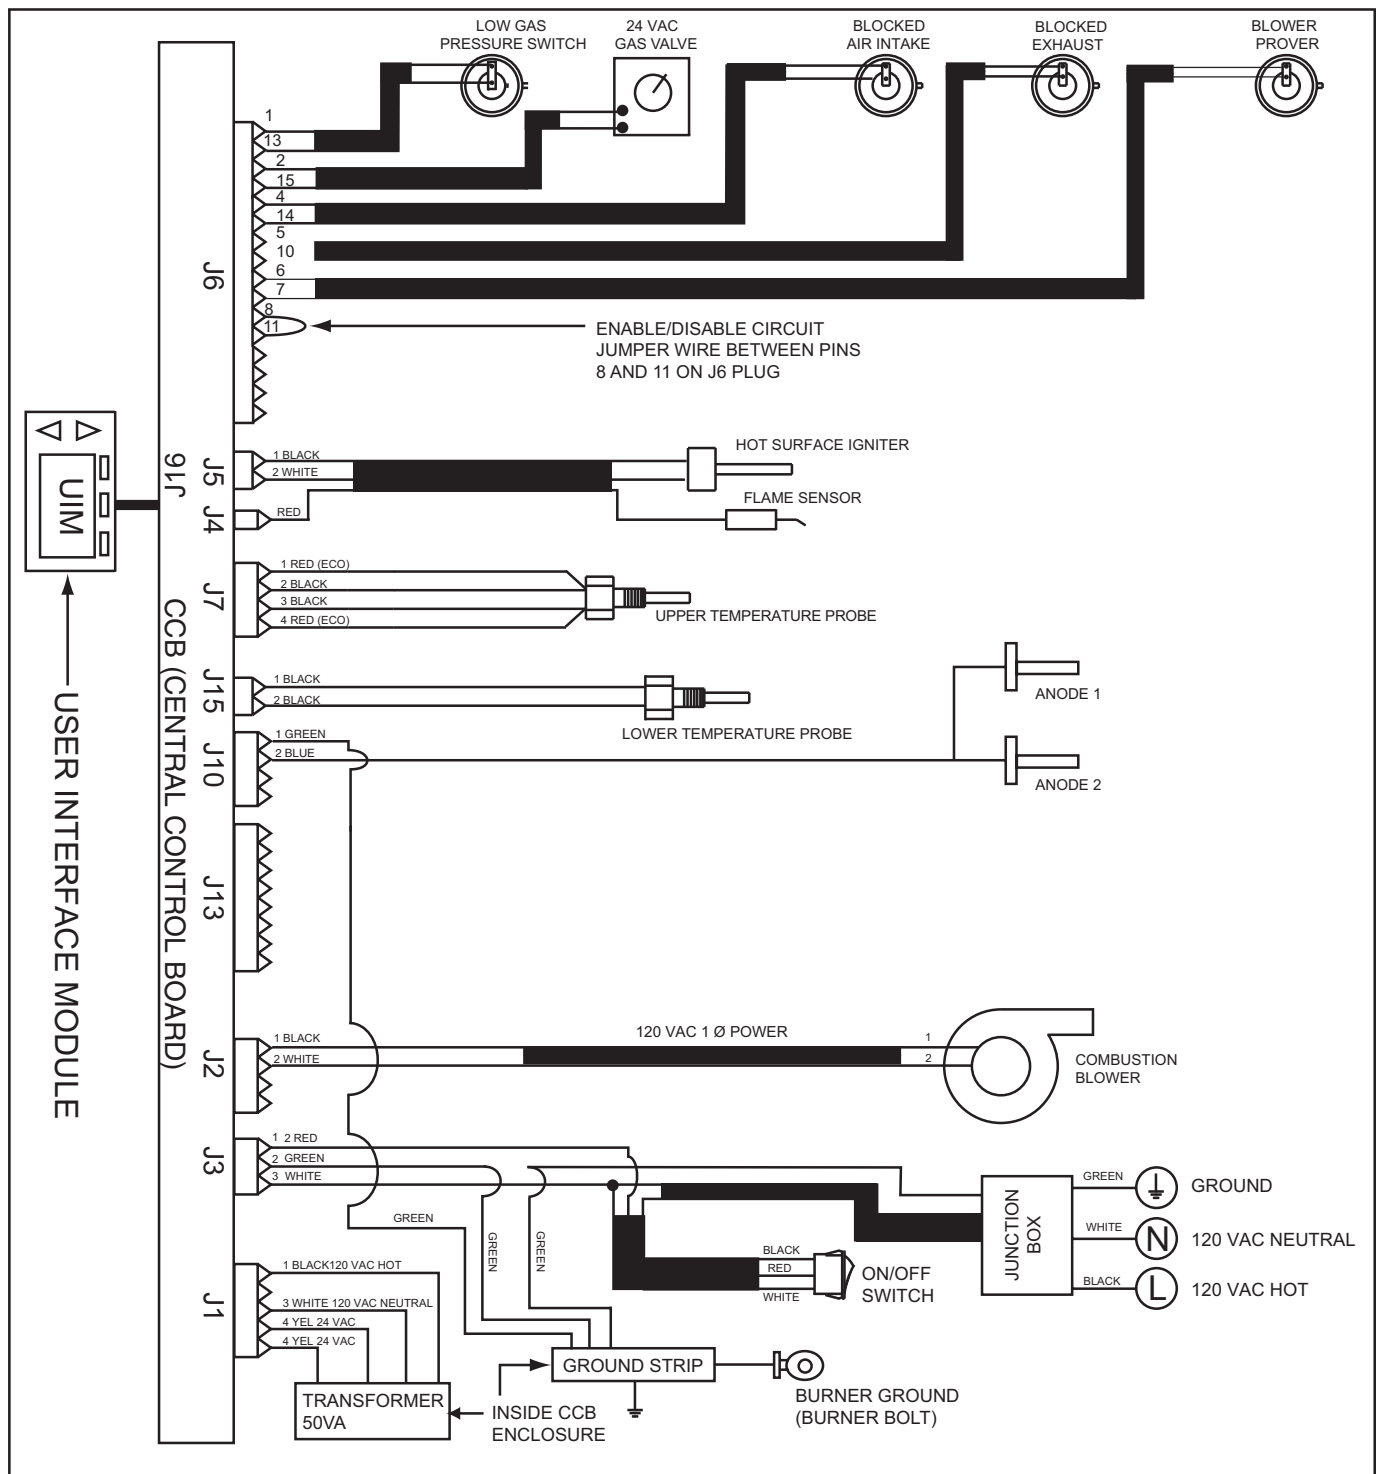 LOW GAS
PRESSURE SWITCH
24 VAC
GAS VALVE
BLOCKED
AIR INTAKE
BLOCKED
EXHAUST
BLOWER
PROVER
1
13
2
15
4
14
5
10
6
7
8
11
J6
ENABLE/DISABLE CIRCUIT
JUMPER WIRE BETWEEN PINS
8 AND 11 ON J6 PLUG
UIM
USER INTERFACE MODULE
J16
CCB (CENTRAL CONTROL BOARD)
J5
1 BLACK
2 WHITE
HOT SURFACE IGNITER
J4
RED
FLAME SENSOR
J7
1 RED (ECO)
2 BLACK
3 BLACK
4 RED (ECO)
UPPER TEMPERATURE PROBE
J15
1 BLACK
2 BLACK
LOWER TEMPERATURE PROBE
ANODE 1
J10
1 GREEN
2 BLUE
ANODE 2
J13
J2
1 BLACK
2 WHITE
120 VAC 1 Ø POWER
1
2
COMBUSTION
BLOWER
J3
1 2 RED
2 GREEN
3 WHITE
GREEN
GREEN
GREEN
BLACK
RED
WHITE
ON/OFF
SWITCH
JUNCTION
BOX
GREEN
GROUND
WHITE
N
120 VAC NEUTRAL
BLACK
L
120 VAC HOT
J1
1 BLACK120 VAC HOT
3 WHITE 120 VAC NEUTRAL
4 YEL 24 VAC
4 YEL 24 VAC
TRANSFORMER
50VA
INSIDE CCB
ENCLOSURE
GROUND STRIP
BURNER GROUND
(BURNER BOLT)